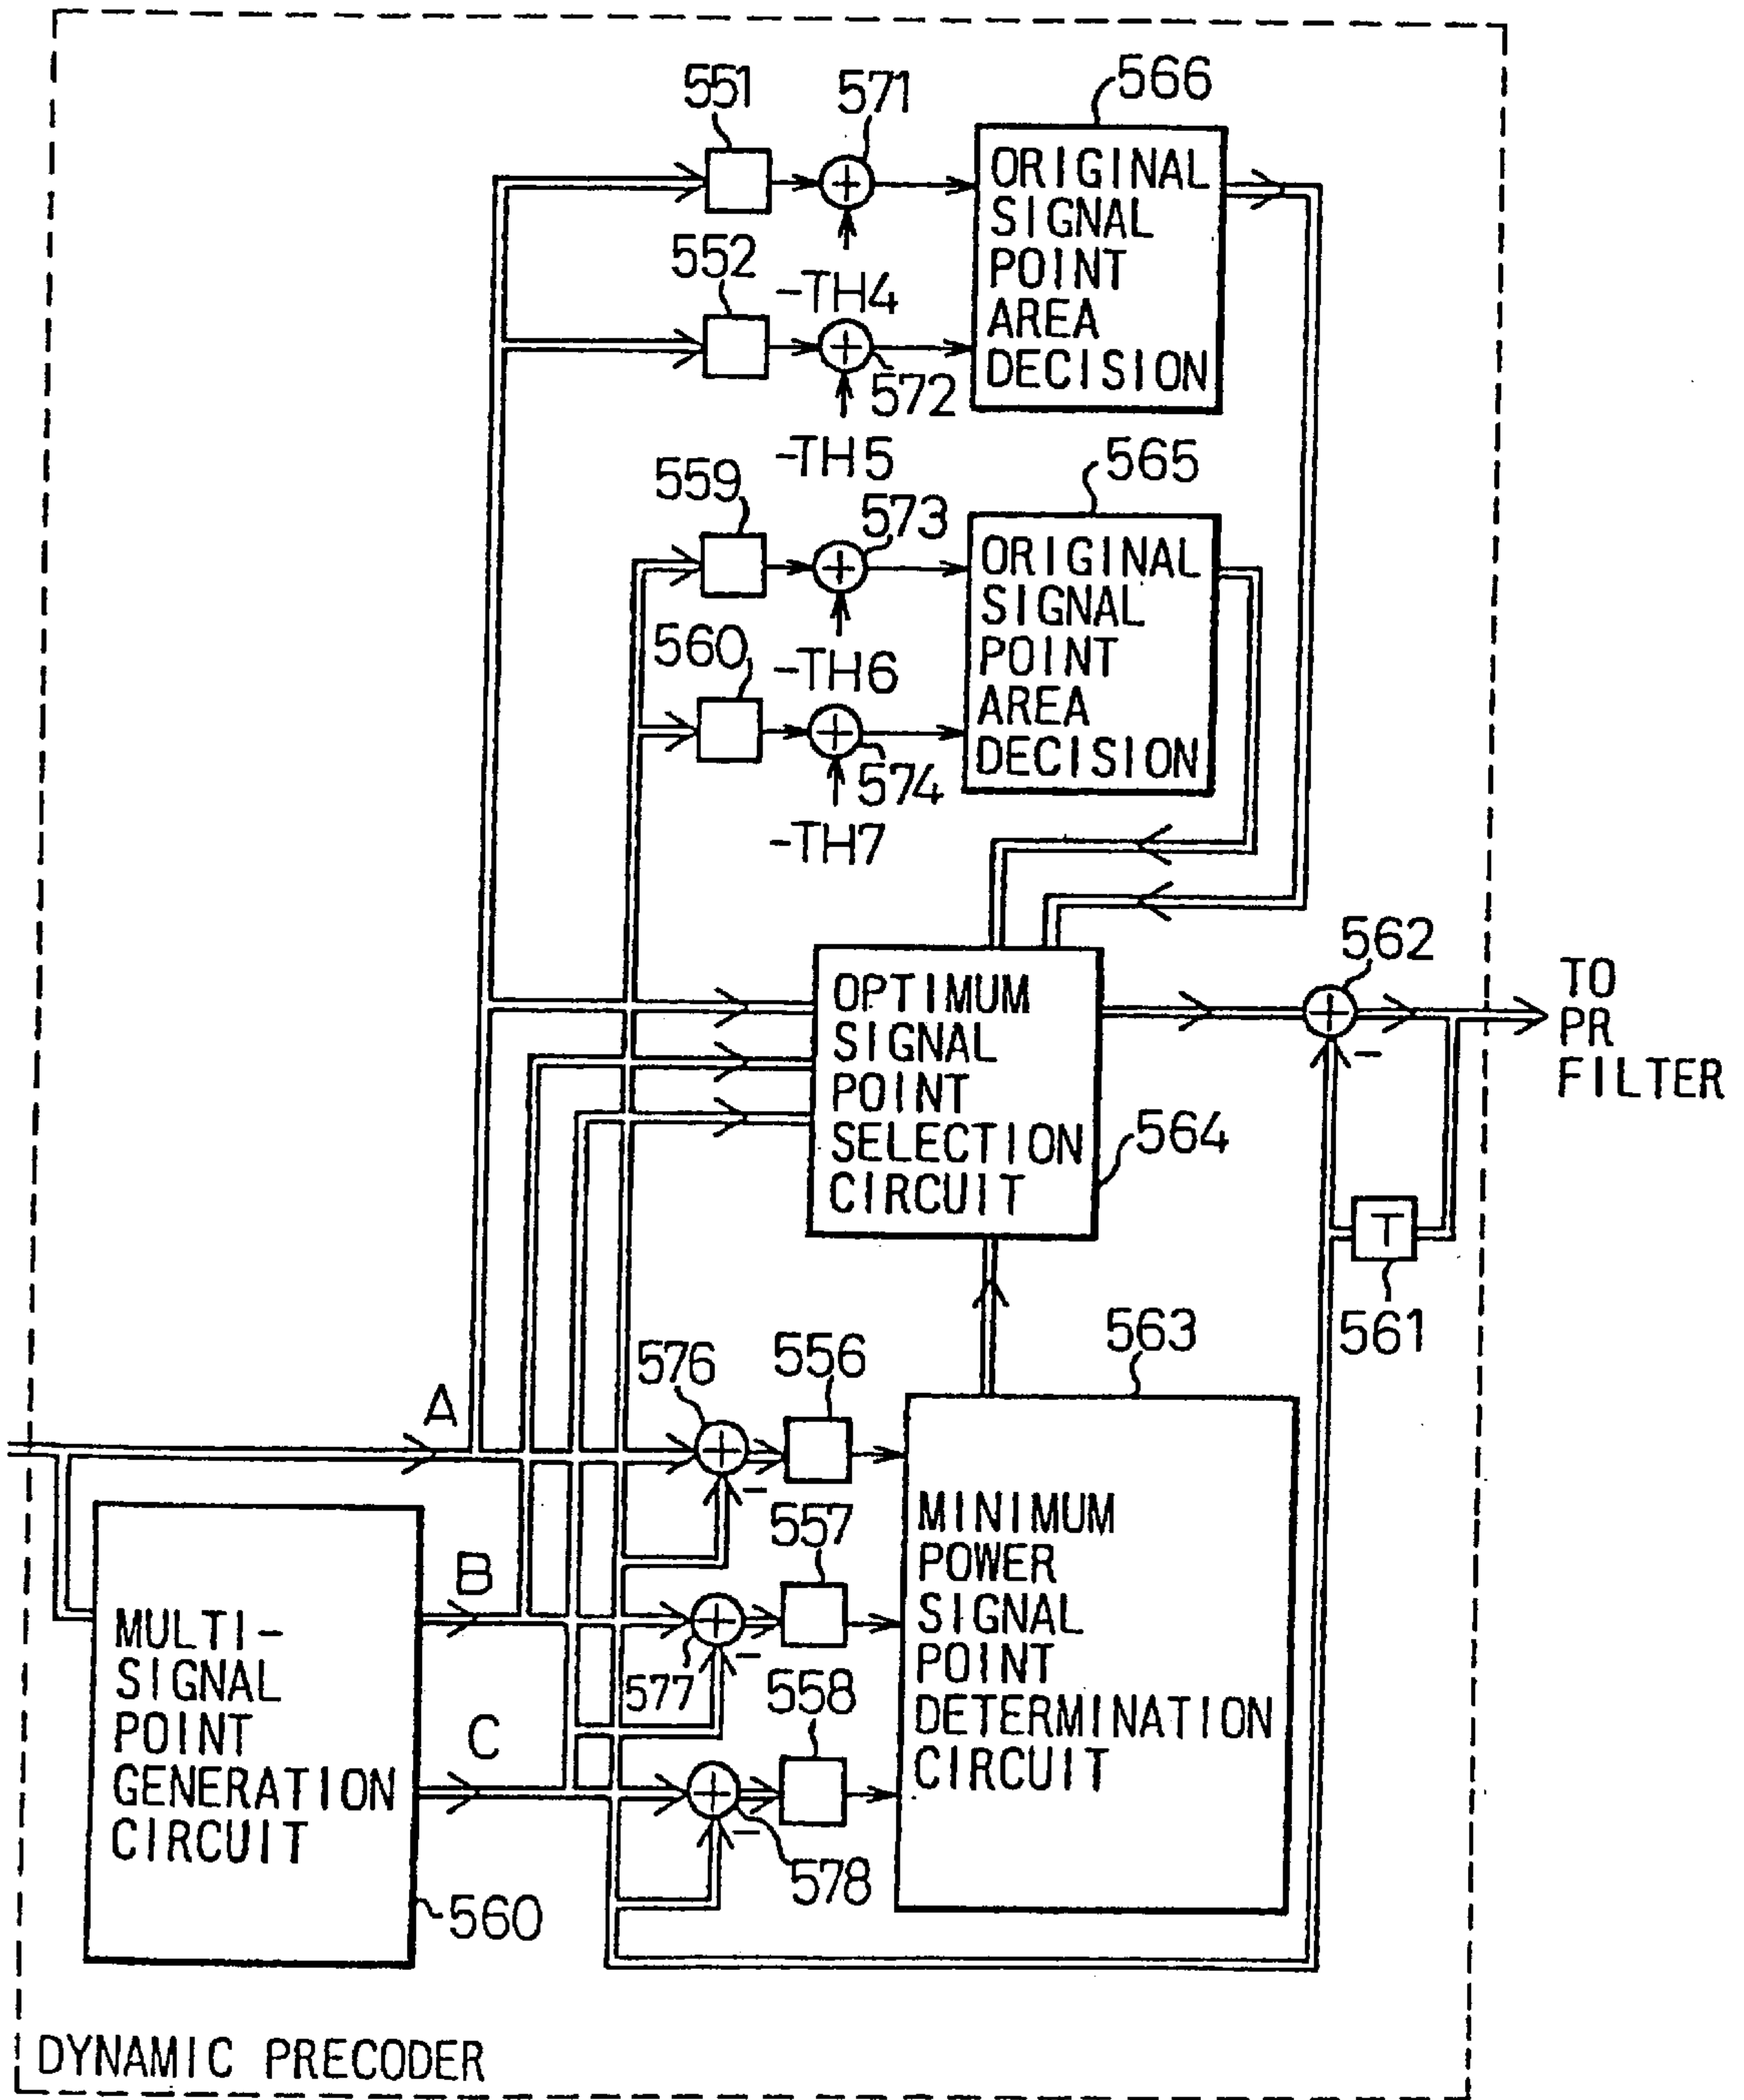 551
571
566
ORIGINAL
SIGNAL
POINT
AREA
DECISION
552
-TH4
572
-TH5
565
559
573
ORIGINAL
SIGNAL
POINT
AREA
DECISION
560
-TH6
574
-TH7
562
OPTIMUM
SIGNAL
POINT
SELECTION
CIRCUIT
564
-
TO
PR
FILTER
T
561
563
576
556
A
-
557
MINIMUM
POWER
SIGNAL
POINT
DETERMINATION
CIRCUIT
B
577
-
558
C
-
578
MULTI-
SIGNAL
POINT
GENERATION
CIRCUIT
560
DYNAMIC PRECODER